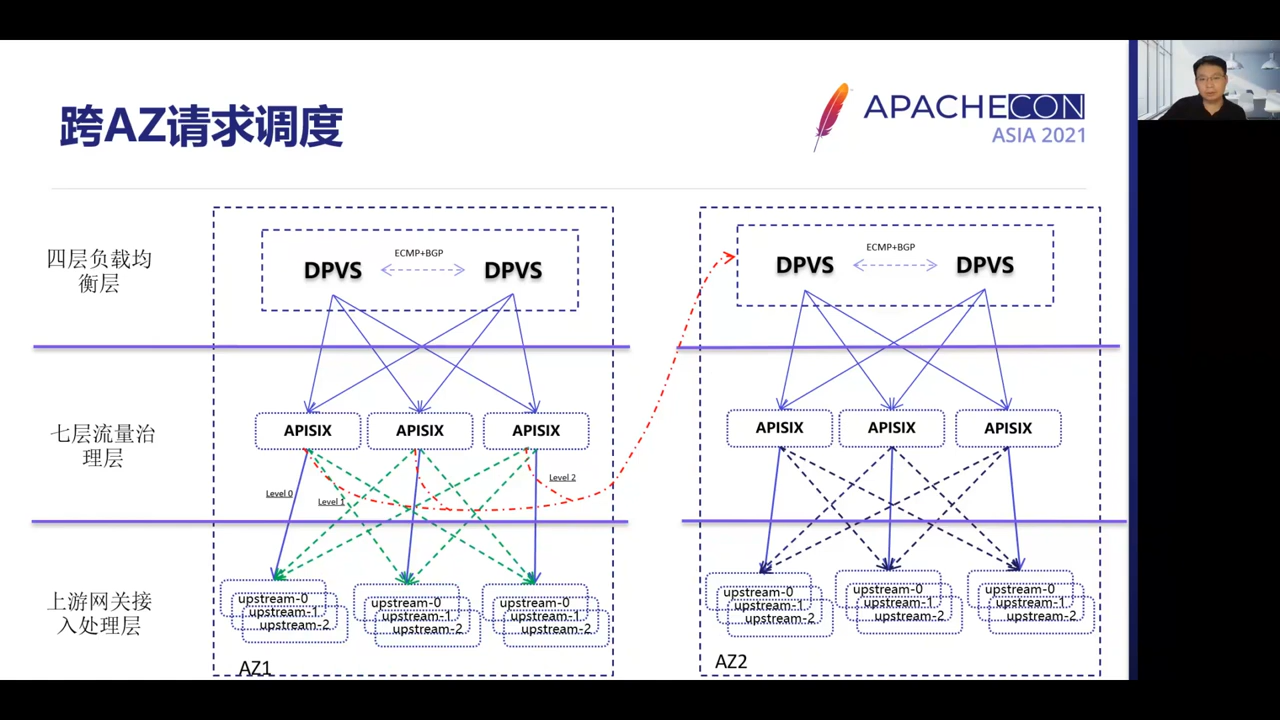 跨AZ请求调度
APACHECON
ASIA 2021
四层负载均
衡层
ECMP+BGP
DPVS
DPVS
ECMP+BGP
DPVS
DPVS
七层流量治
理层
APISIX
APISIX
APISIX
APISIX
APISIX
APISIX
Level 0
Level 1
Level 2
上游网关接
入处理层
upstream-0
upstream-1
upstream-2
upstream-0
upstream-1
upstream-2
upstream-0
upstream-1
upstream-2
upstream-0
upstream-1
upstream-2
upstream-0
upstream-1
upstream-2
upstream-0
upstream-1
upstream-2
AZ1
AZ2